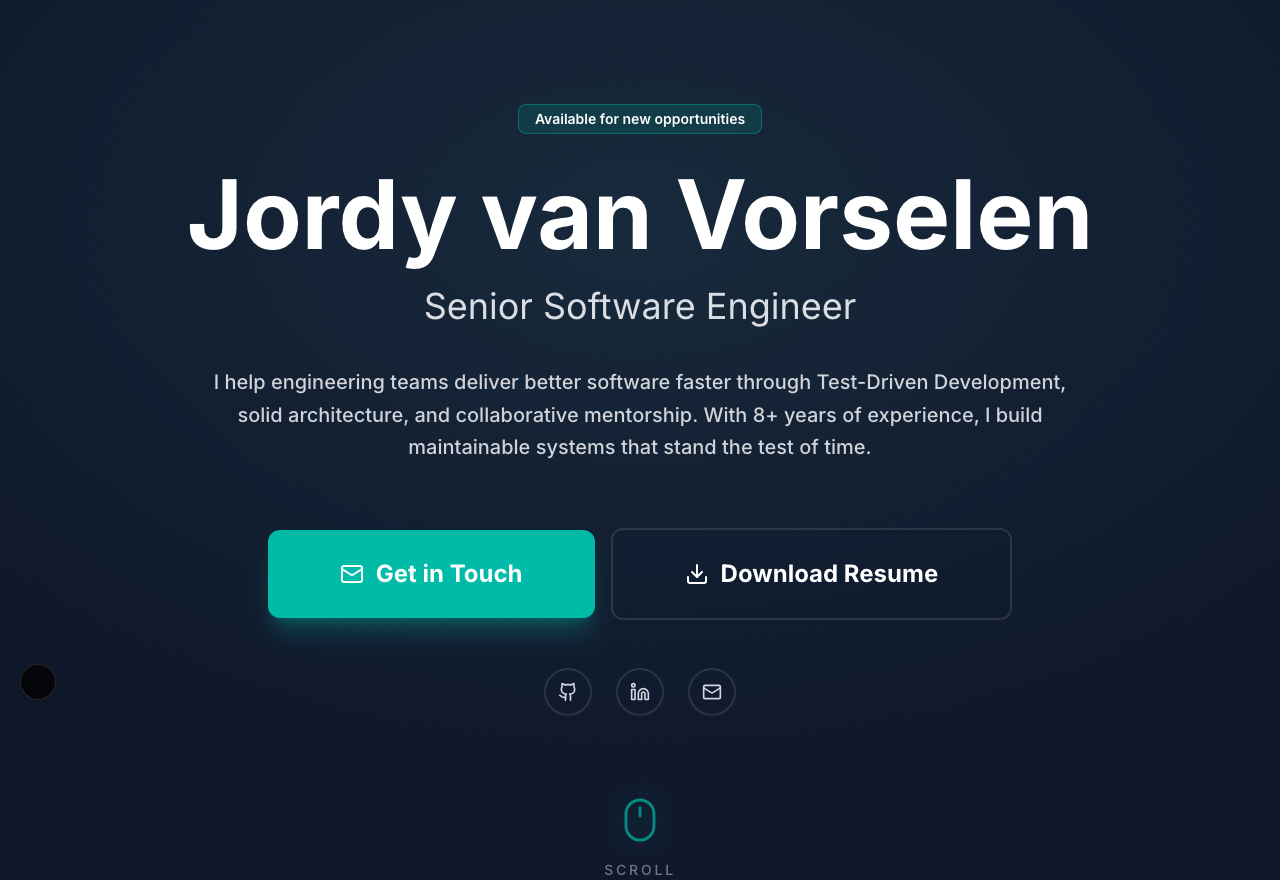 Available for new opportunities
Jordy van Vorselen
Senior Software Engineer
I help engineering teams deliver better software faster through Test-Driven Development,
solid architecture, and collaborative mentorship. With 8+ years of experience, I build
maintainable systems that stand the test of time.
Get in Touch
Download Resume
SCROLL